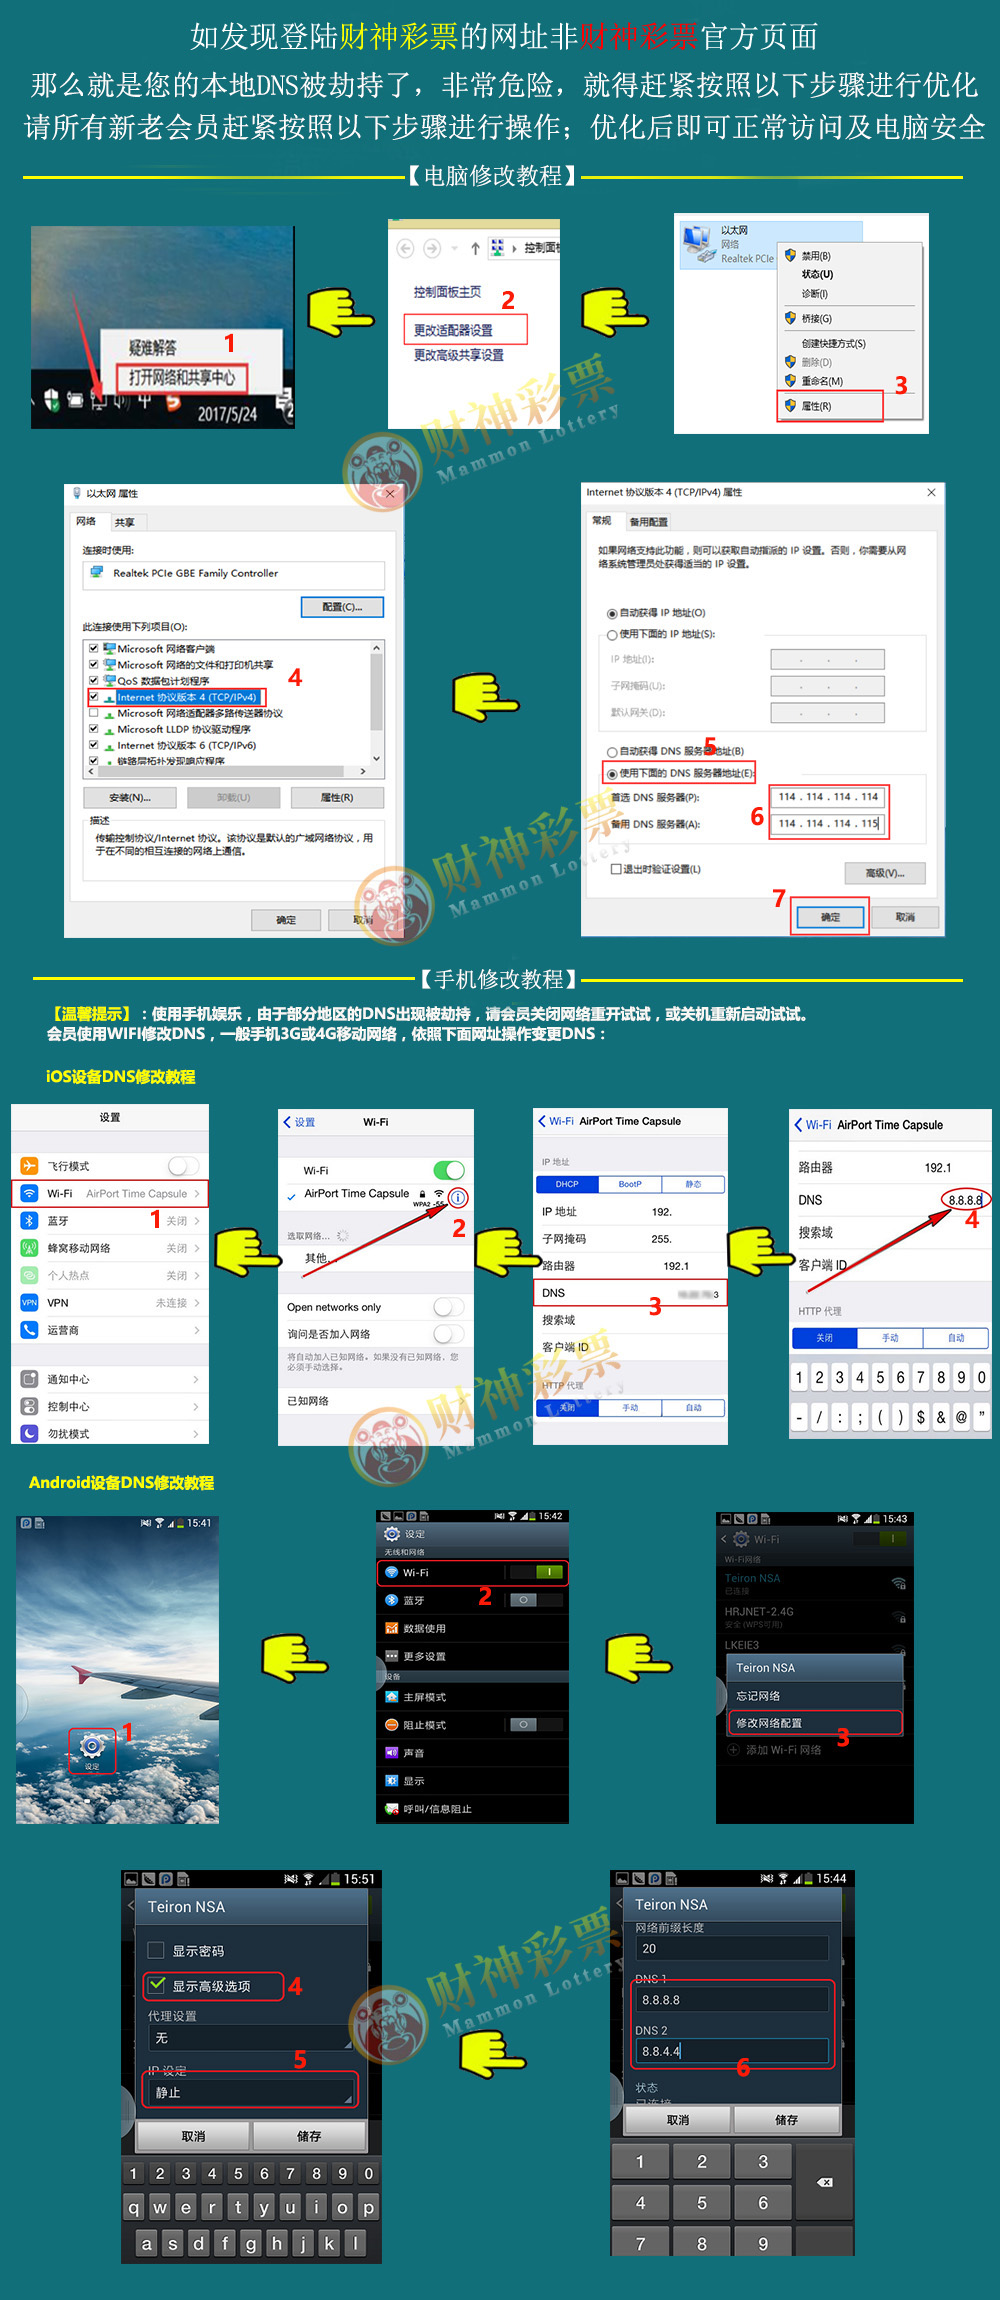 如发现登陆财神彩票的网址非财神彩票官方页面
那么就是您的本地DNS被劫持了，非常危险，就得赶紧按照以下步骤进行优化
请所有新老会员赶紧按照以下步骤进行操作；优化后即可正常访问及电脑安全
【电脑修改教程】
疑难解答
1
打开网络和共享中心
中
2017/5/24
控制面板
控制面板主页
2
更改适配器设置
更改高级共享设置
以太网
网络
Realtek PCIe
禁用(B)
状态(U)
诊断(I)
桥接(G)
创建快捷方式(S)
删除(D)
重命名(M)
3
属性(R)
财神彩票
Mammon Lottery
以太网 属性
网络
共享
连接时使用:
Realtek PCIe GBE Family Controller
配置(C)...
此连接使用下列项目(O):
Microsoft 网络客户端
Microsoft 网络的文件和打印机共享
QoS 数据包计划程序
4
Internet 协议版本 4 (TCP/IPv4)
Microsoft 网络适配器多路传送器协议
Microsoft LLDP 协议驱动程序
Internet 协议版本 6 (TCP/IPv6)
链路层拓扑发现响应程序
安装(N)...
卸载(U)
属性(R)
描述
传输控制协议/Internet 协议。该协议是默认的广域网络协议，用
于在不同的相互连接的网络上通信。
确定
取消
Internet 协议版本 4 (TCP/IPv4) 属性
常规
备用配置
如果网络支持此功能，则可以获取自动指派的 IP 设置。否则，你需要从网
络系统管理员处获得适当的 IP 设置。
自动获得 IP 地址(O)
使用下面的 IP 地址(S):
IP 地址(I):
子网掩码(U):
默认网关(D):
自动获得 DNS 服务器地址(B)
5
使用下面的 DNS 服务器地址(E):
首选 DNS 服务器(P):
114 . 114 . 114 . 114
6
备用 DNS 服务器(A):
114 . 114 . 114 . 115
退出时验证设置(L)
高级(V)...
7
确定
取消
财神彩票
Mammon Lottery
【手机修改教程】
【温馨提示】：使用手机娱乐，由于部分地区的DNS出现被劫持，请会员关闭网络重开试试，或关机重新启动试试。
会员使用WIFI修改DNS，一般手机3G或4G移动网络，依照下面网址操作变更DNS：
iOS设备DNS修改教程
设置
飞行模式
Wi-Fi
AirPort Time Capsule
1
蓝牙
关闭
蜂窝移动网络
关闭
个人热点
关闭
VPN
VPN
未连接
运营商
通知中心
控制中心
勿扰模式
设置
Wi-Fi
Wi-Fi
AirPort Time Capsule
WPA2 -55
2
选取网络...
其他...
Open networks only
询问是否加入网络
将自动加入已知网络。如果没有已知网络，您
必须手动选择。
已知网络
Wi-Fi
AirPort Time Capsule
IP 地址
DHCP
BootP
静态
IP 地址
192.
子网掩码
255.
路由器
192.1
DNS
3
3
搜索域
客户端 ID
HTTP 代理
关闭
手动
自动
Wi-Fi
AirPort Time Capsule
路由器
192.1
DNS
8.8.8.8
4
搜索域
客户端 ID
HTTP 代理
关闭
手动
自动
1 2 3 4 5 6 7 8 9 0
- / : ; ( ) $ & @ "
财神彩票
Mammon Lottery
Android设备DNS修改教程
15:41
1
设定
15:42
设定
无线和网络
Wi-Fi
2
蓝牙
数据使用
更多设置
设备
主屏模式
阻止模式
声音
显示
呼叫/信息阻止
15:43
Wi-Fi
Wi-Fi网络
Teiron NSA
已连接
HRJNET-2.4G
安全 (WPS可用)
LKEIE3
Teiron NSA
忘记网络
修改网络配置
3
添加 Wi-Fi 网络
15:51
Teiron NSA
显示密码
显示高级选项
4
代理设置
无
5
IP 设定
静止
取消
储存
1 2 3 4 5 6 7 8 9 0
q w e r t y u i o p
a s d f g h j k l
财神彩票
Mammon Lottery
15:44
Teiron NSA
网络前缀长度
20
DNS 1
8.8.8.8
DNS 2
8.8.4.4
6
状态
已连接
取消
储存
1 2 3
4 5 6
7 8 9